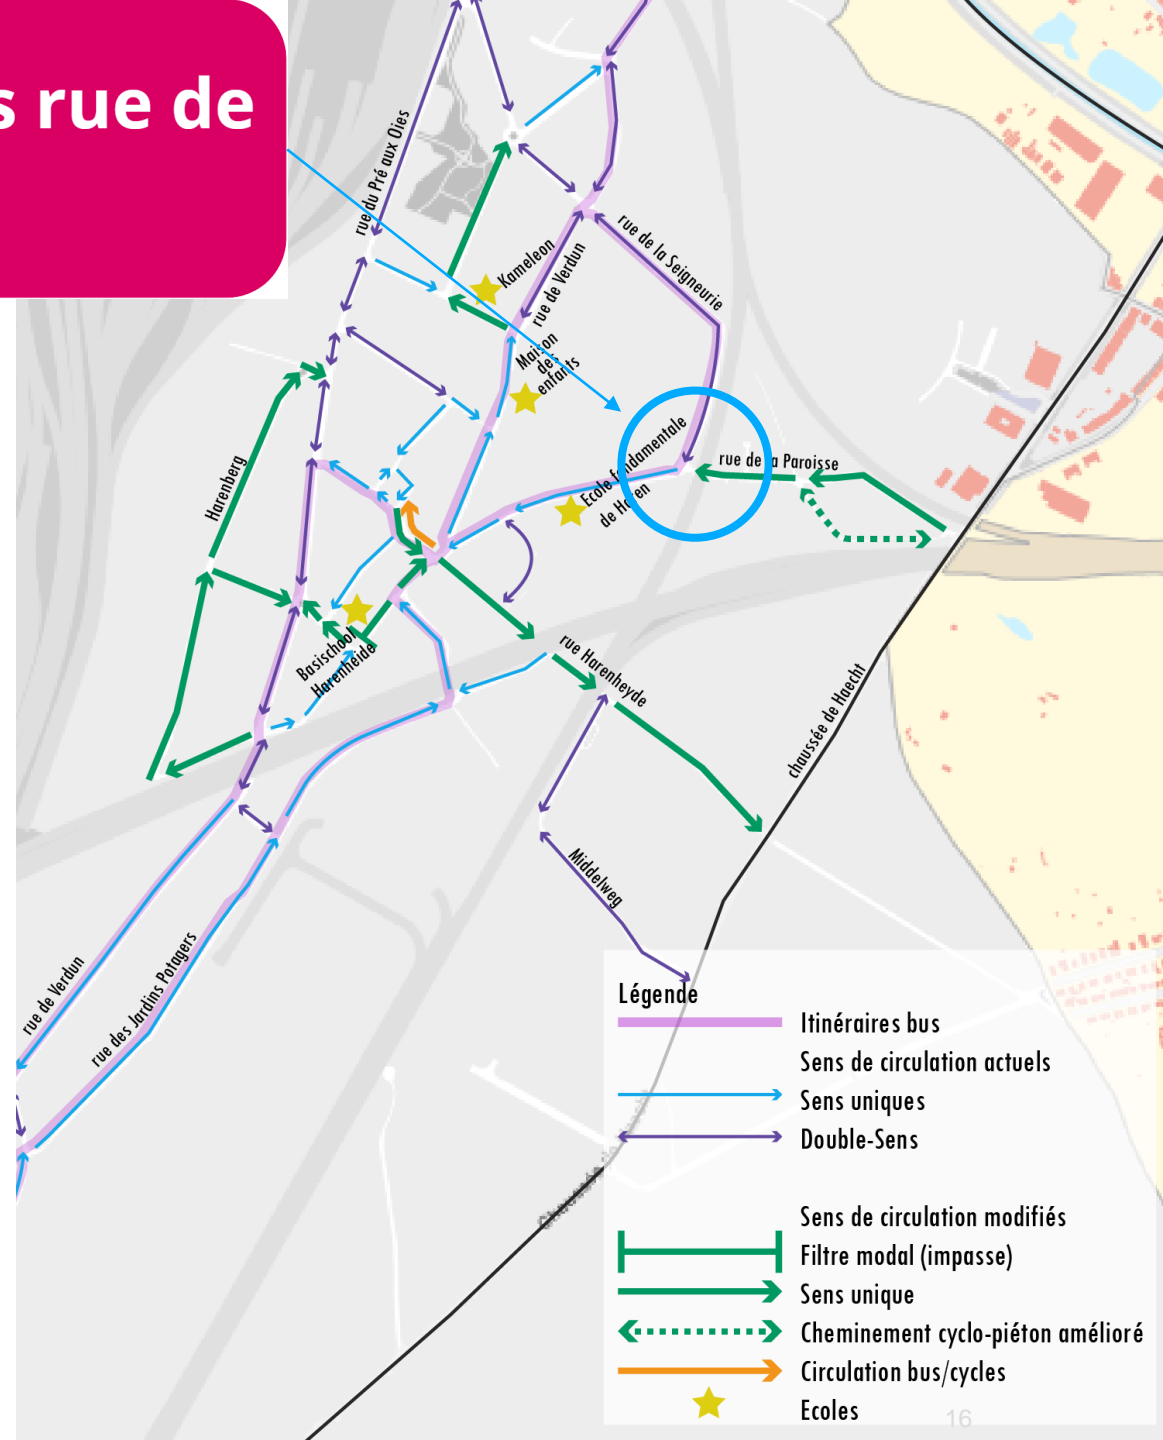 s rue de
rue du Pré aux Oies
Kameleon
rue de Verdun
rue de la Seigneurie
Maison
des
enfants
Ecole fondamentale
de Haren
rue de la Paroisse
Harenberg
Basischool
Harenheide
rue Harenheyde
chaussée de Haecht
Middelweg
rue de Verdun
rue des Jardins Potagers
Légende
Itinéraires bus
Sens de circulation actuels
Sens uniques
Double-Sens
Sens de circulation modifiés
Filtre modal (impasse)
Sens unique
Cheminement cyclo-piéton amélioré
Circulation bus/cycles
Ecoles
16